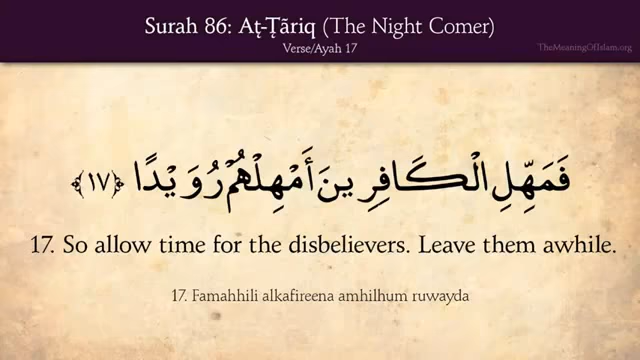 Surah 86: Aṭ-Ṭãriq (The Night Comer)
Verse/Ayah 17
TheMeaningOfIslam.org
فَمَهِّلِ الْكَافِرِينَ أَمْهِلْهُمْ رُوَيْدًا ﴿١٧﴾
17. So allow time for the disbelievers. Leave them awhile.
17. Famahhili alkafireena amhilhum ruwayda